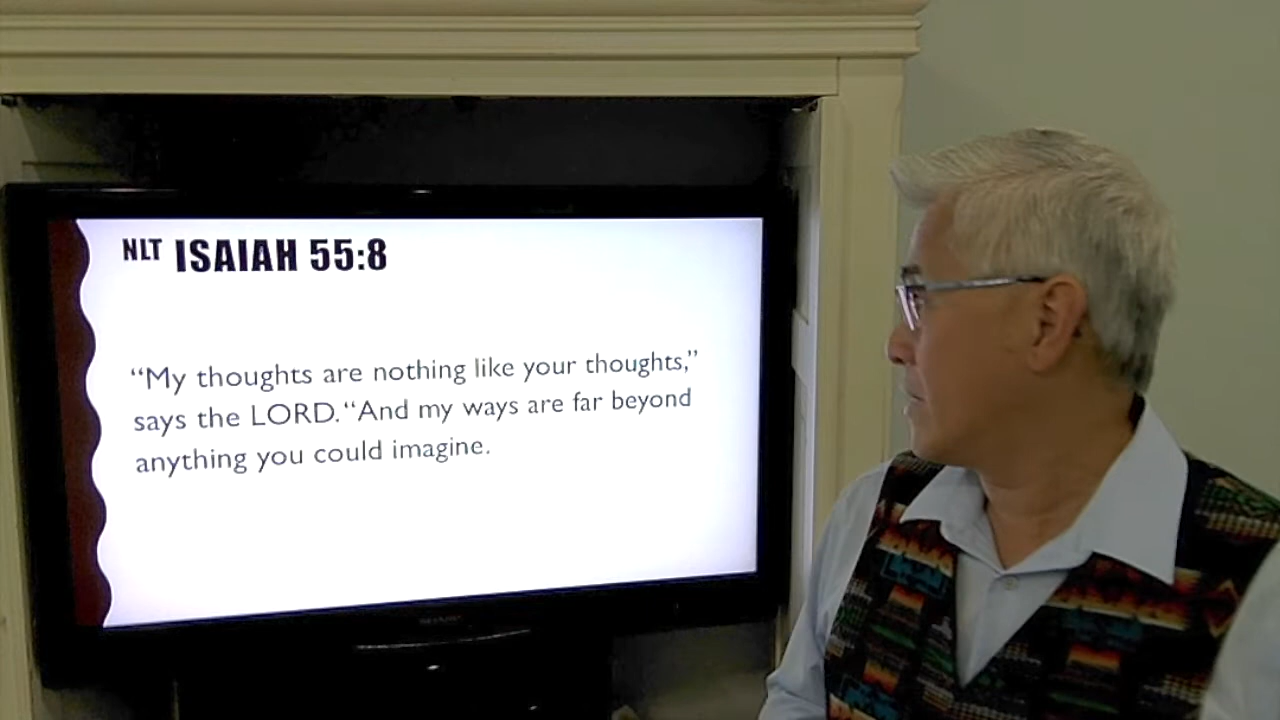 NLT ISAIAH 55:8
“My thoughts are nothing like your thoughts,”
says the LORD. “And my ways are far beyond
anything you could imagine.